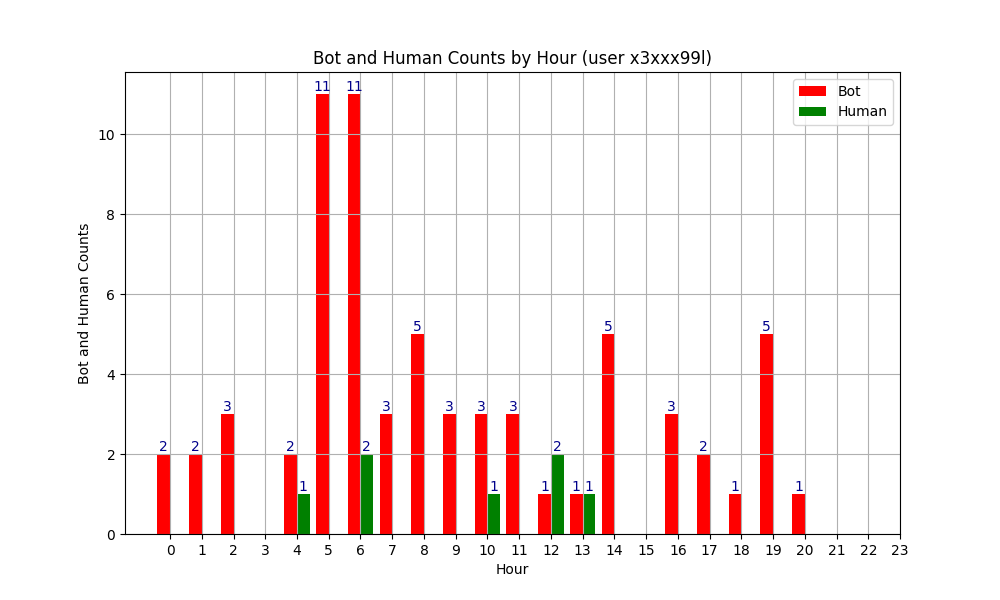 Bot and Human Counts by Hour (user x3xxx99l)
Bot
Human
Bot and Human Counts
10
8
6
4
2
0
2 2 3 2 1 11 11 2 3 5 3 3 1 3 1 2 1 1 5 3 2 1 5 1
0 1 2 3 4 5 6 7 8 9 10 11 12 13 14 15 16 17 18 19 20 21 22 23
Hour